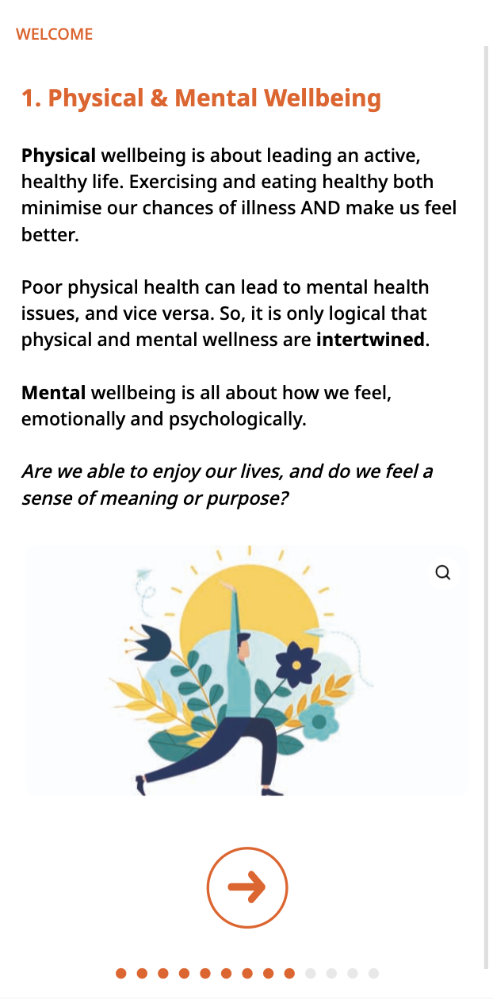 WELCOME
1. Physical & Mental Wellbeing
Physical wellbeing is about leading an active,
healthy life. Exercising and eating healthy both
minimise our chances of illness AND make us feel
better.
Poor physical health can lead to mental health
issues, and vice versa. So, it is only logical that
physical and mental wellness are intertwined.
Mental wellbeing is all about how we feel,
emotionally and psychologically.
Are we able to enjoy our lives, and do we feel a
sense of meaning or purpose?